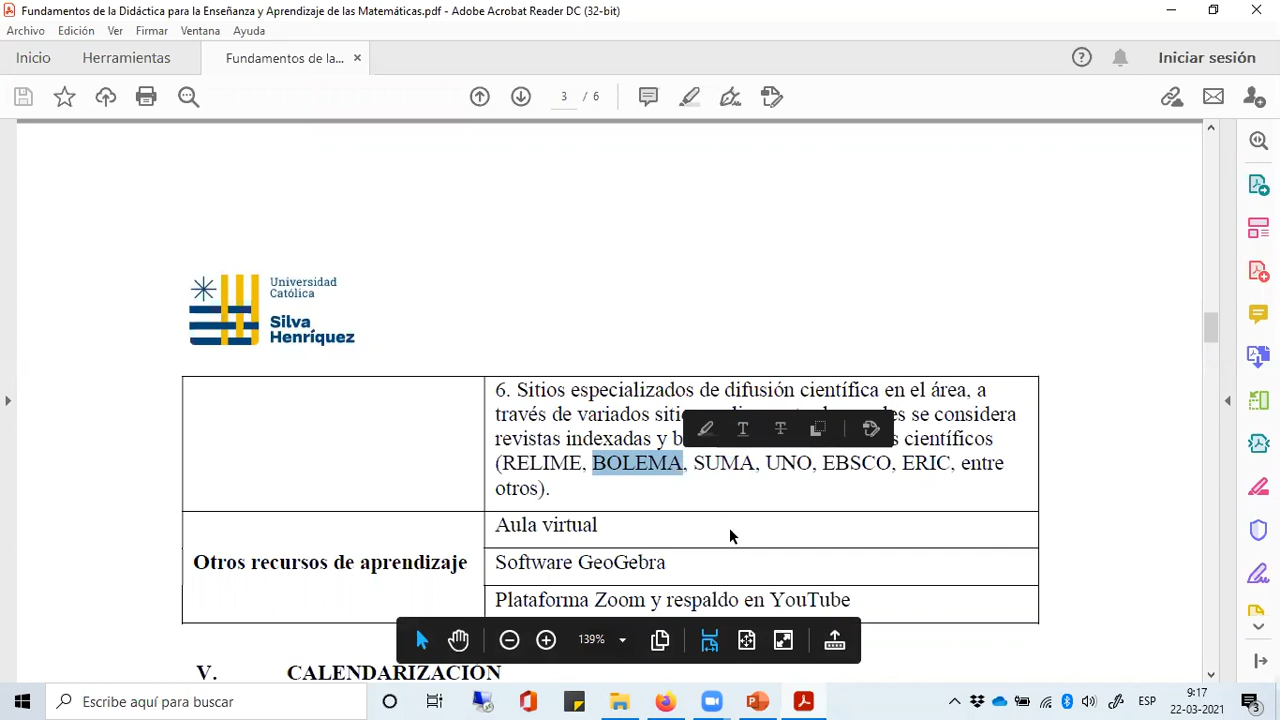 Fundamentos de la Didáctica para la Enseñanza y Aprendizaje de las Matemáticas.pdf - Adobe Acrobat Reader DC (32-bit)
Archivo Edición Ver Firmar Ventana Ayuda
Inicio Herramientas Fundamentos de la... × Iniciar sesión
3 / 6
Universidad
Católica
Silva
Henríquez
6. Sitios especializados de difusión científica en el área, a
través de variados se considera
revistas indexadas y científicos
(RELIME, BOLEMA, SUMA, UNO, EBSCO, ERIC, entre
otros).
Aula virtual
Otros recursos de aprendizaje
Software GeoGebra
Plataforma Zoom y respaldo en YouTube
139%
V. CALENDARIZACIÓN
Escribe aquí para buscar
ESP
9:17
22-03-2021
3